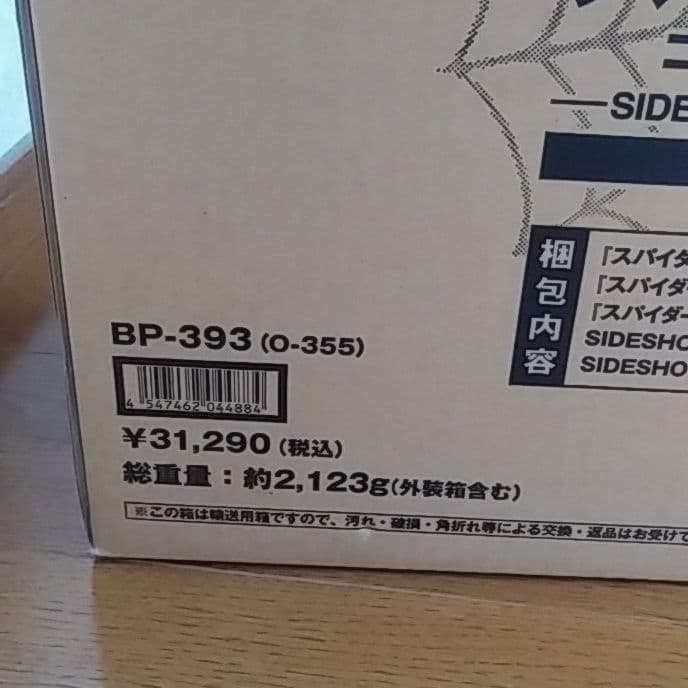 —SIDE
梱包内容
『スパイダ
『スパイダー
『スパイダー
SIDESHO
SIDESHO
BP-393 (O-355)
4 547462 044884
¥31,290 (税込)
総重量：約2,123g(外装箱含む)
※この箱は輸送用箱ですので、汚れ・破損・角折れ等による交換・返品はお受けで